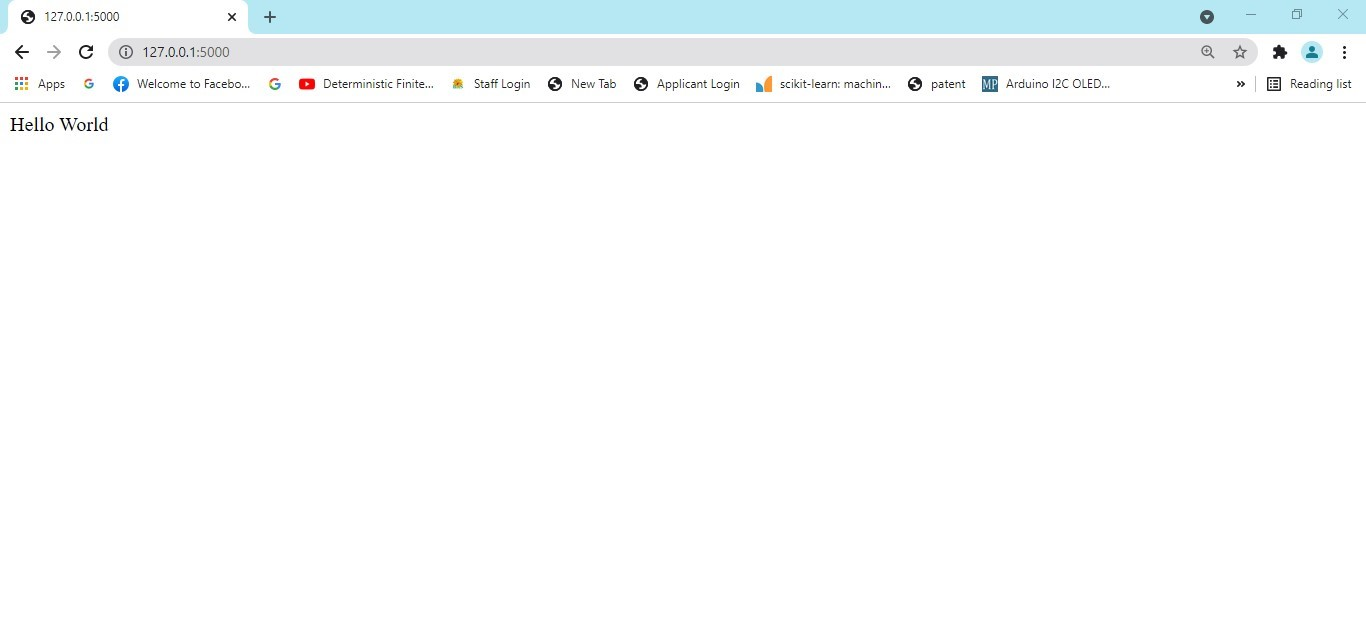 127.0.0.1:5000
127.0.0.1:5000
Apps Welcome to Facebo... Deterministic Finite... Staff Login New Tab Applicant Login scikit-learn: machin... patent MP Arduino I2C OLED... » Reading list
Hello World